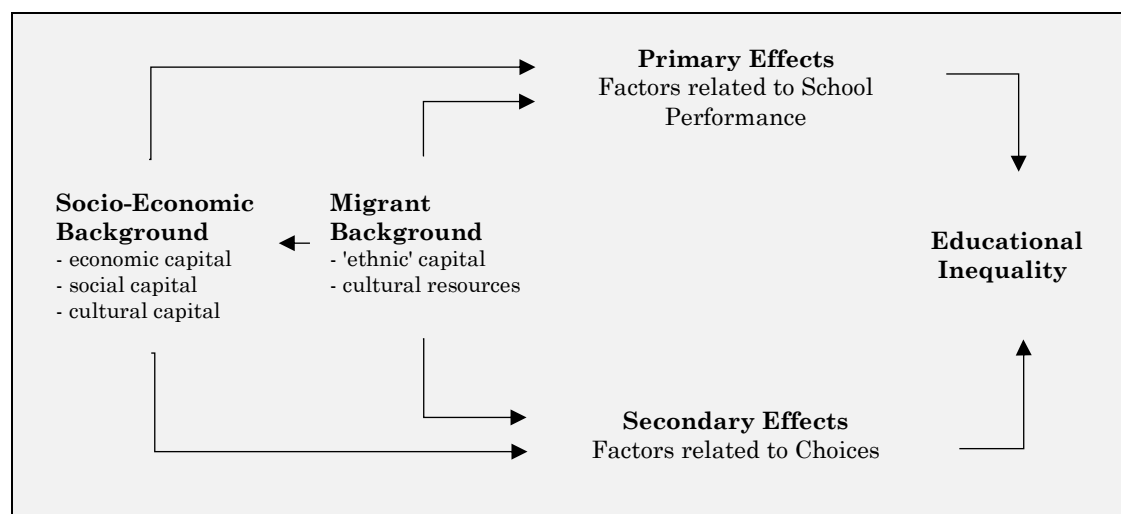 Primary Effects
Factors related to School
Performance
Socio-Economic
Background
- economic capital
- social capital
- cultural capital
Migrant
Background
- 'ethnic' capital
- cultural resources
Educational
Inequality
Secondary Effects
Factors related to Choices